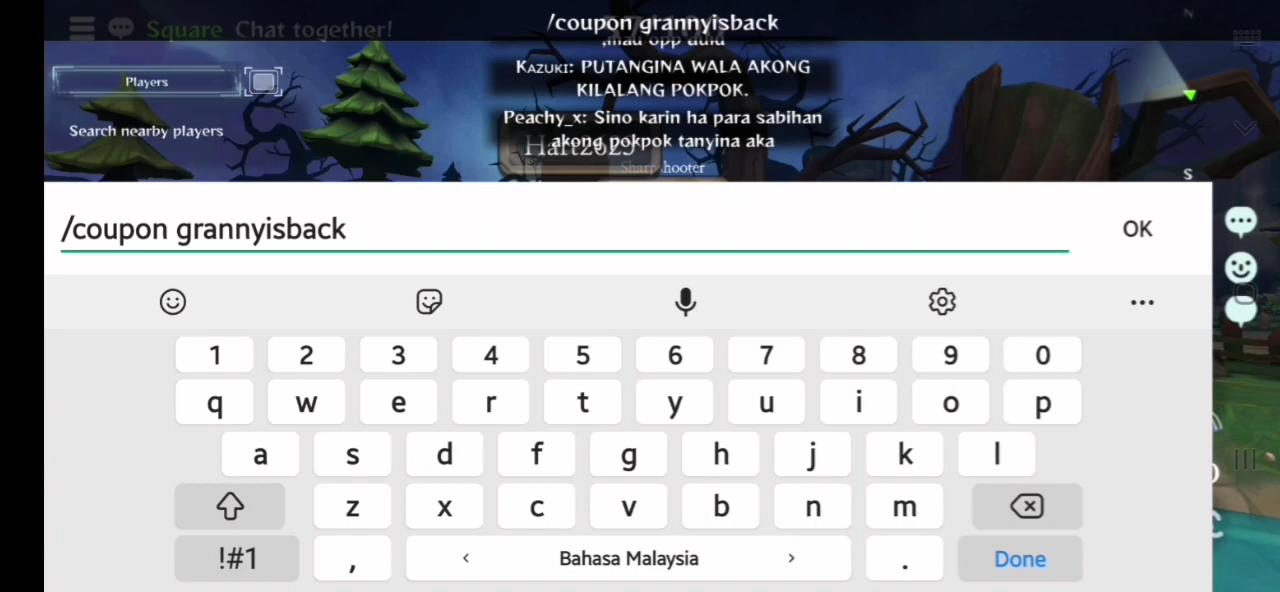 Square Chat together!
/coupon grannyisback
KAZUKI: PUTANGINA WALA AKONG
KILALANG POKPOK.
Peachy_x: Sino karin ha para sabihan
akong pokpok tanyina aka
Players
Search nearby players
Sharpshooter
N
S
/coupon grannyisback
OK
1 2 3 4 5 6 7 8 9 0
q w e r t y u i o p
a s d f g h j k l
z x c v b n m
!#1 , < Bahasa Malaysia > . Done